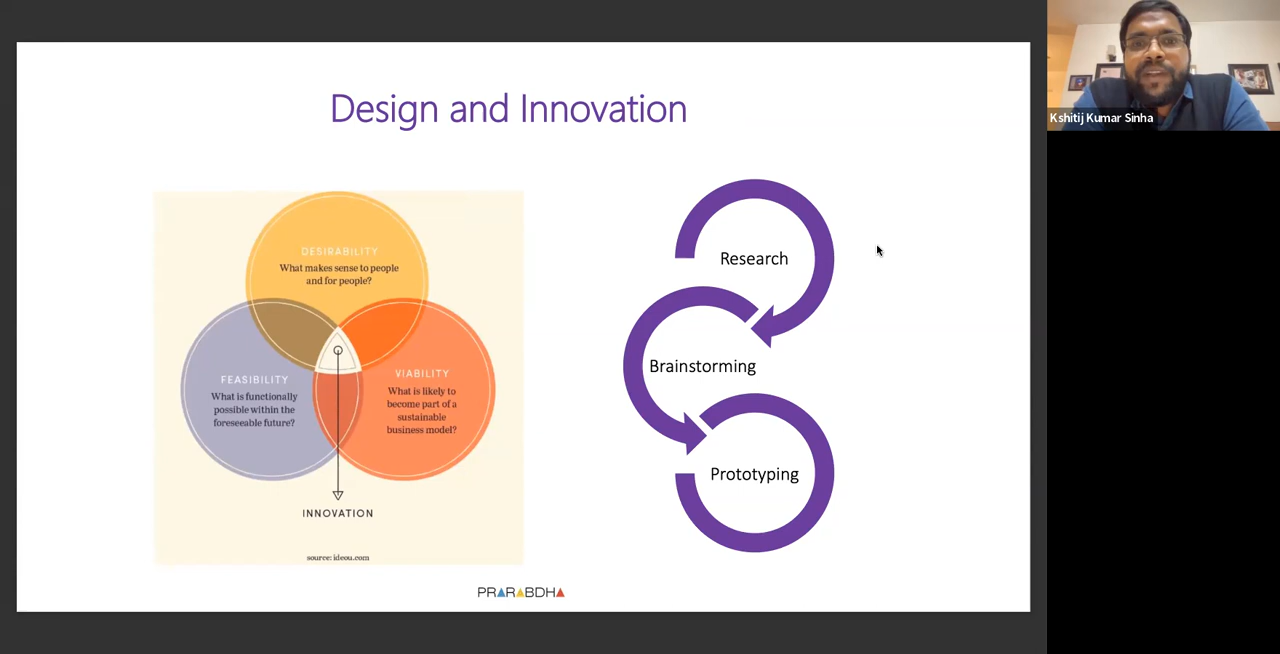 Design and Innovation
DESIRABILITY
What makes sense to people
and for people?
FEASIBILITY
What is functionally
possible within the
foreseeable future?
VIABILITY
What is likely to
become part of a
sustainable
business model?
INNOVATION
source: ideou.com
Research
Brainstorming
Prototyping
PRARABDHA
Kshitij Kumar Sinha